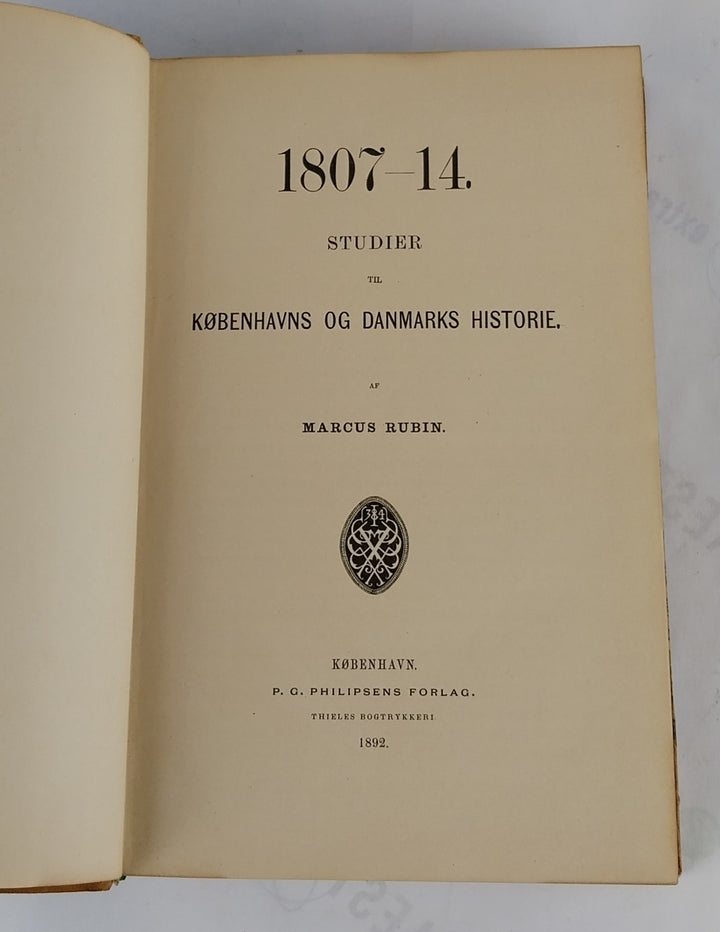 1807—14.
STUDIER
TIL
KØBENHAVNS OG DANMARKS HISTORIE.
AF
MARCUS RUBIN.
KØBENHAVN.
P. G. PHILIPSENS FORLAG.
THIELES BOGTRYKKERI
1892.